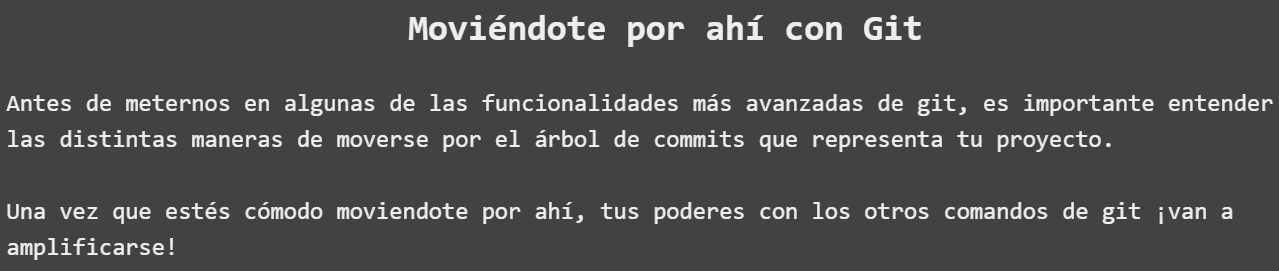 Moviéndote por ahí con Git
Antes de meternos en algunas de las funcionalidades más avanzadas de git, es importante entender
las distintas maneras de moverse por el árbol de commits que representa tu proyecto.
Una vez que estés cómodo moviendote por ahí, tus poderes con los otros comandos de git ¡van a
amplificarse!